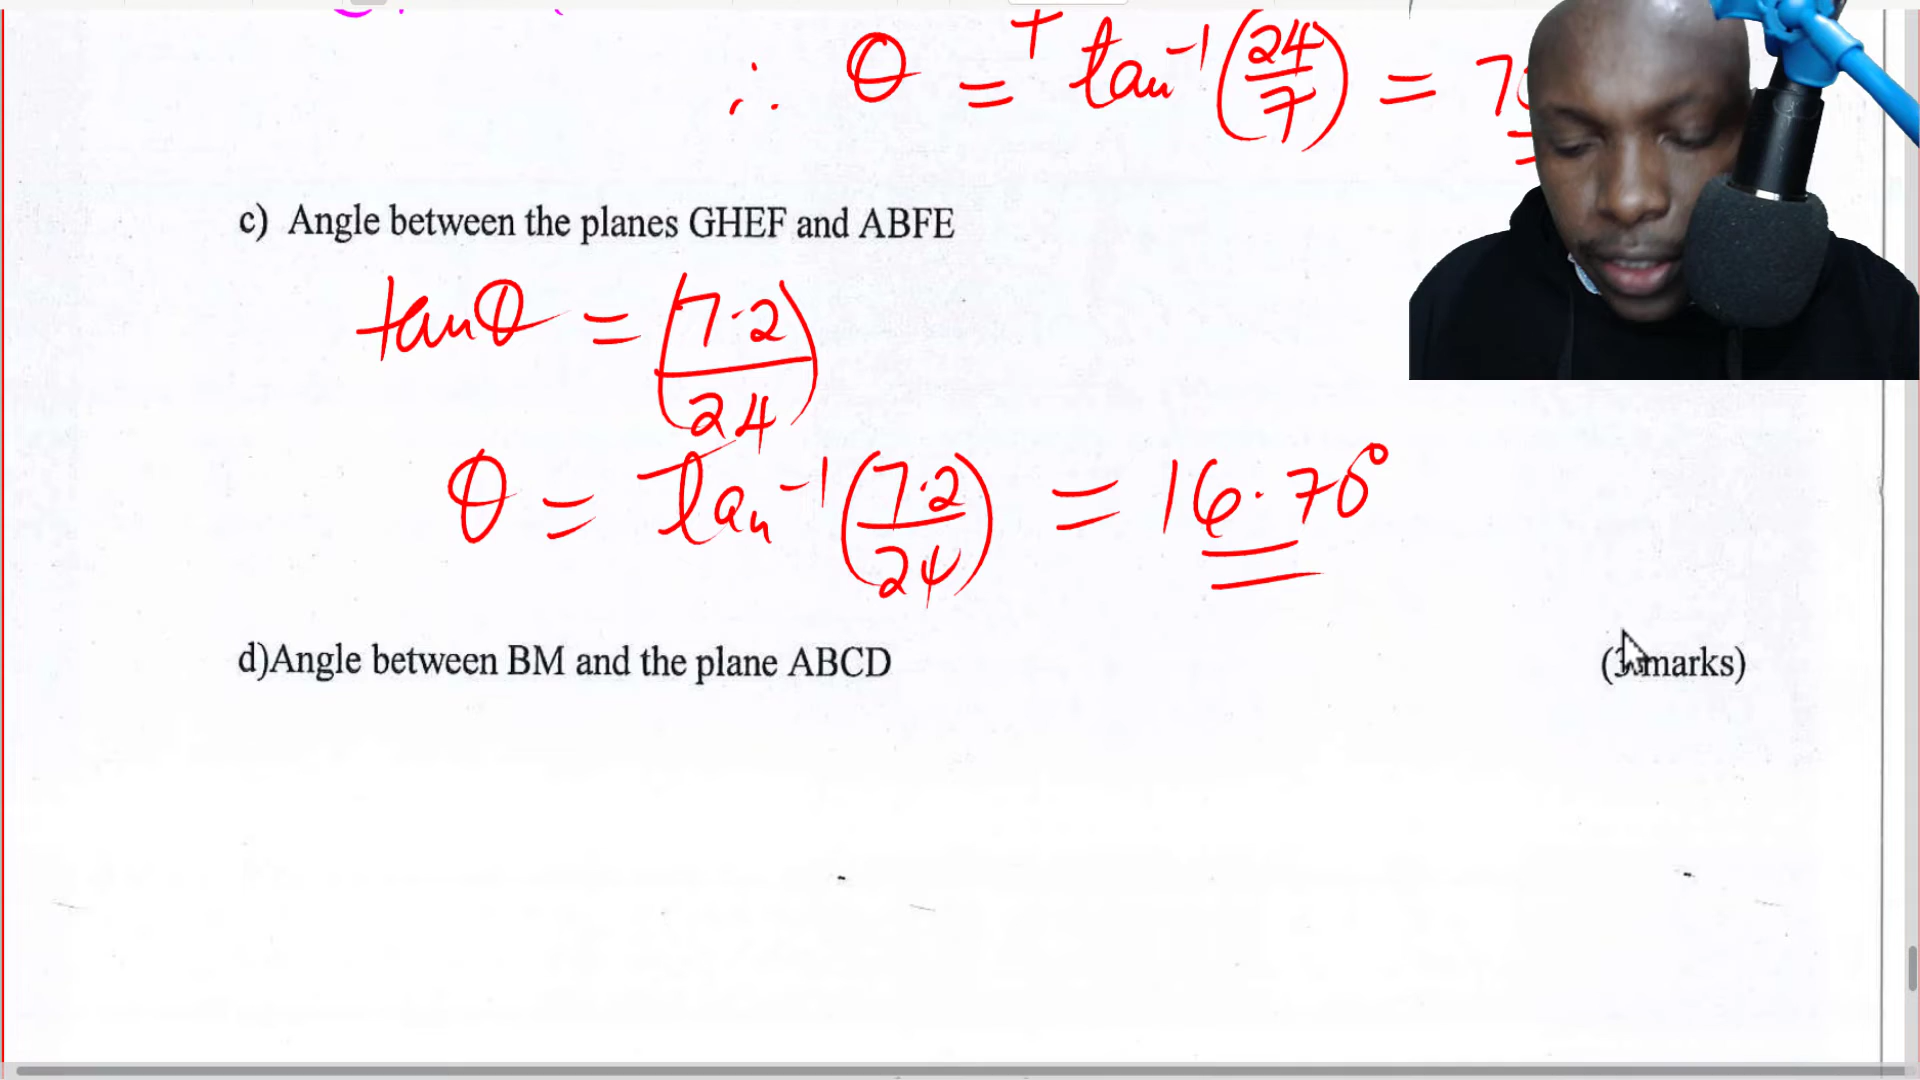 ∴ θ = tan⁻¹(24/7) = 7
c) Angle between the planes GHEF and ABFE
tanθ = (7.2/24)
θ = tan⁻¹(7.2/24) = 16.70°
d)Angle between BM and the plane ABCD
marks)